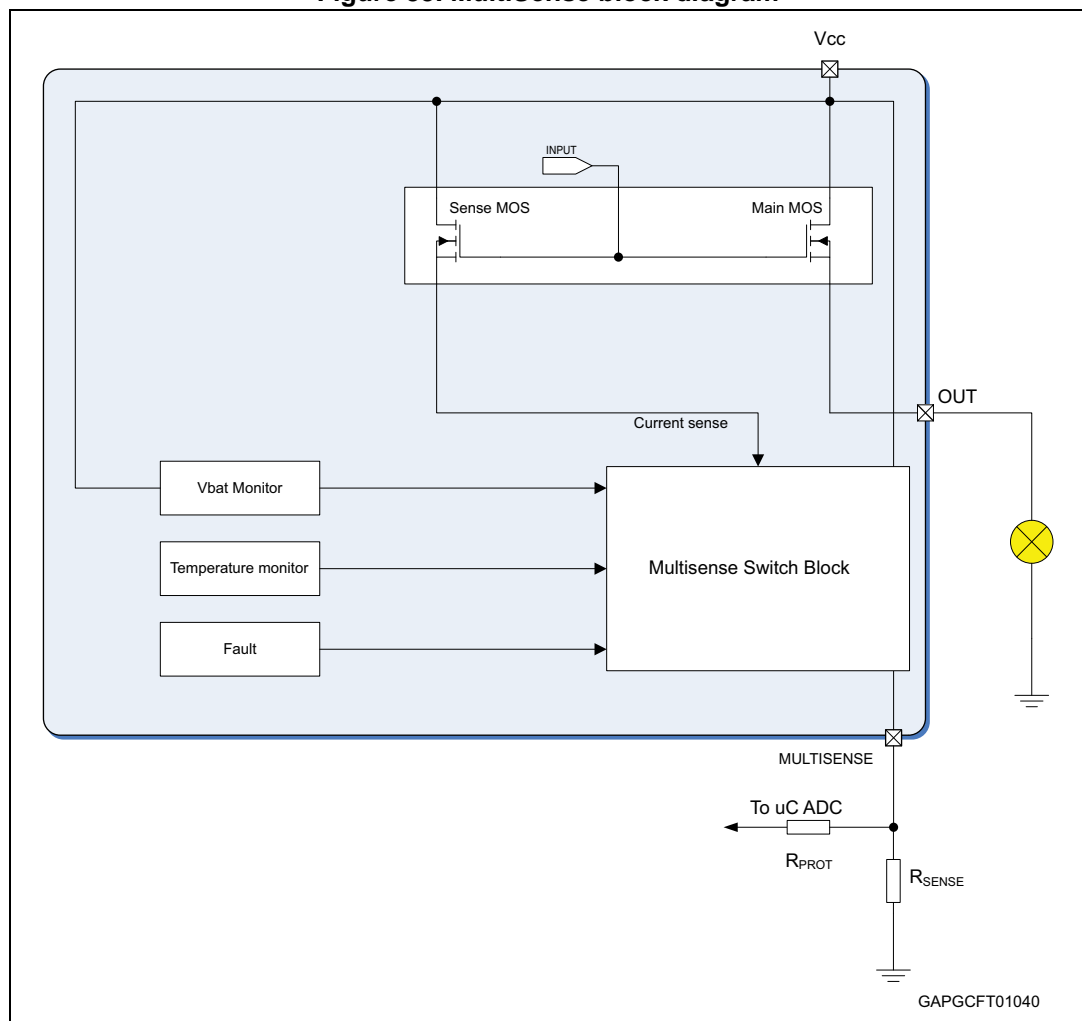 Vcc
INPUT
Sense MOS
Main MOS
OUT
Current sense
Vbat Monitor
Temperature monitor
Multisense Switch Block
Fault
MULTISENSE
To uC ADC
RPROT
RSENSE
GAPGCFT01040